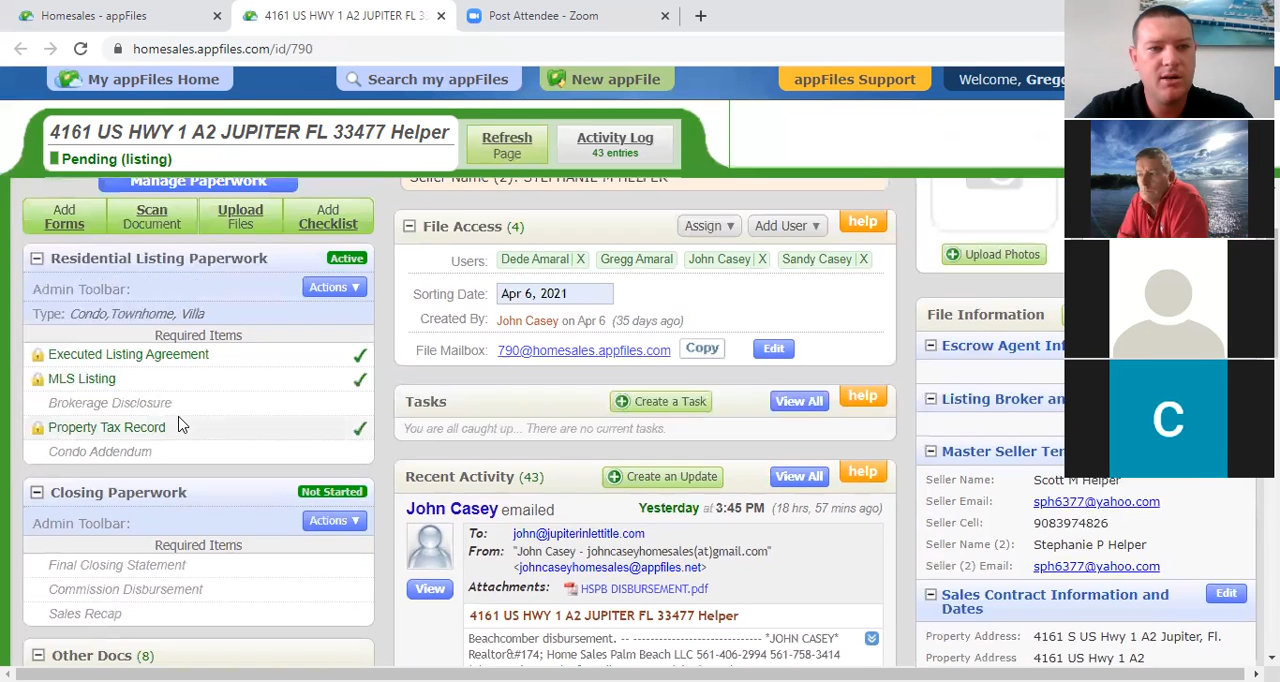 Homesales - appFiles
4161 US HWY 1 A2 JUPITER FL 3
Post Attendee - Zoom
homesales.appfiles.com/id/790
My appFiles Home
Search my appFiles
New appFile
appFiles Support
Welcome, Gregg
4161 US HWY 1 A2 JUPITER FL 33477 Helper
Pending (listing)
Refresh
Page
Activity Log
43 entries
Manage Paperwork
Add
Forms
Scan
Document
Upload
Files
Add
Checklist
Residential Listing Paperwork
Active
Admin Toolbar:
Actions ▼
Type: Condo,Townhome, Villa
Required Items
Executed Listing Agreement
MLS Listing
Brokerage Disclosure
Property Tax Record
Condo Addendum
Closing Paperwork
Not Started
Admin Toolbar:
Actions ▼
Required Items
Final Closing Statement
Commission Disbursement
Sales Recap
Other Docs (8)
Seller Name (2): STEPHANIE M HELPER
File Access (4)
Assign ▼
Add User ▼
help
Users:
Dede Amaral | X
Gregg Amaral
John Casey | X
Sandy Casey | X
Sorting Date:
Apr 6, 2021
Created By:
John Casey on Apr 6 (35 days ago)
File Mailbox:
790@homesales.appfiles.com
Copy
Edit
Tasks
Create a Task
View All
help
You are all caught up... There are no current tasks.
Recent Activity (43)
Create an Update
View All
help
John Casey emailed
Yesterday at 3:45 PM (18 hrs, 57 mins ago)
To: john@jupiterinlettitle.com
From: "John Casey - johncaseyhomesales(at)gmail.com"
<johncaseyhomesales@appfiles.net>
View
Attachments: HSPB DISBURSEMENT.pdf
4161 US HWY 1 A2 JUPITER FL 33477 Helper
Beachcomber disbursement. -- ------------------------------ *JOHN CASEY*
Realtor&#174; Home Sales Palm Beach LLC 561-406-2994 561-758-3414
Upload Photos
File Information
Escrow Agent Inf
Listing Broker an
Master Seller Ter
Seller Name: Scott M Helper
Seller Email: sph6377@yahoo.com
Seller Cell: 9083974826
Seller Name (2): Stephanie P Helper
Seller (2) Email: sph6377@yahoo.com
Sales Contract Information and
Dates
Edit
Property Address: 4161 S US Hwy 1 A2 Jupiter, Fl.
Property Address 4161 US Hwy 1 A2
C